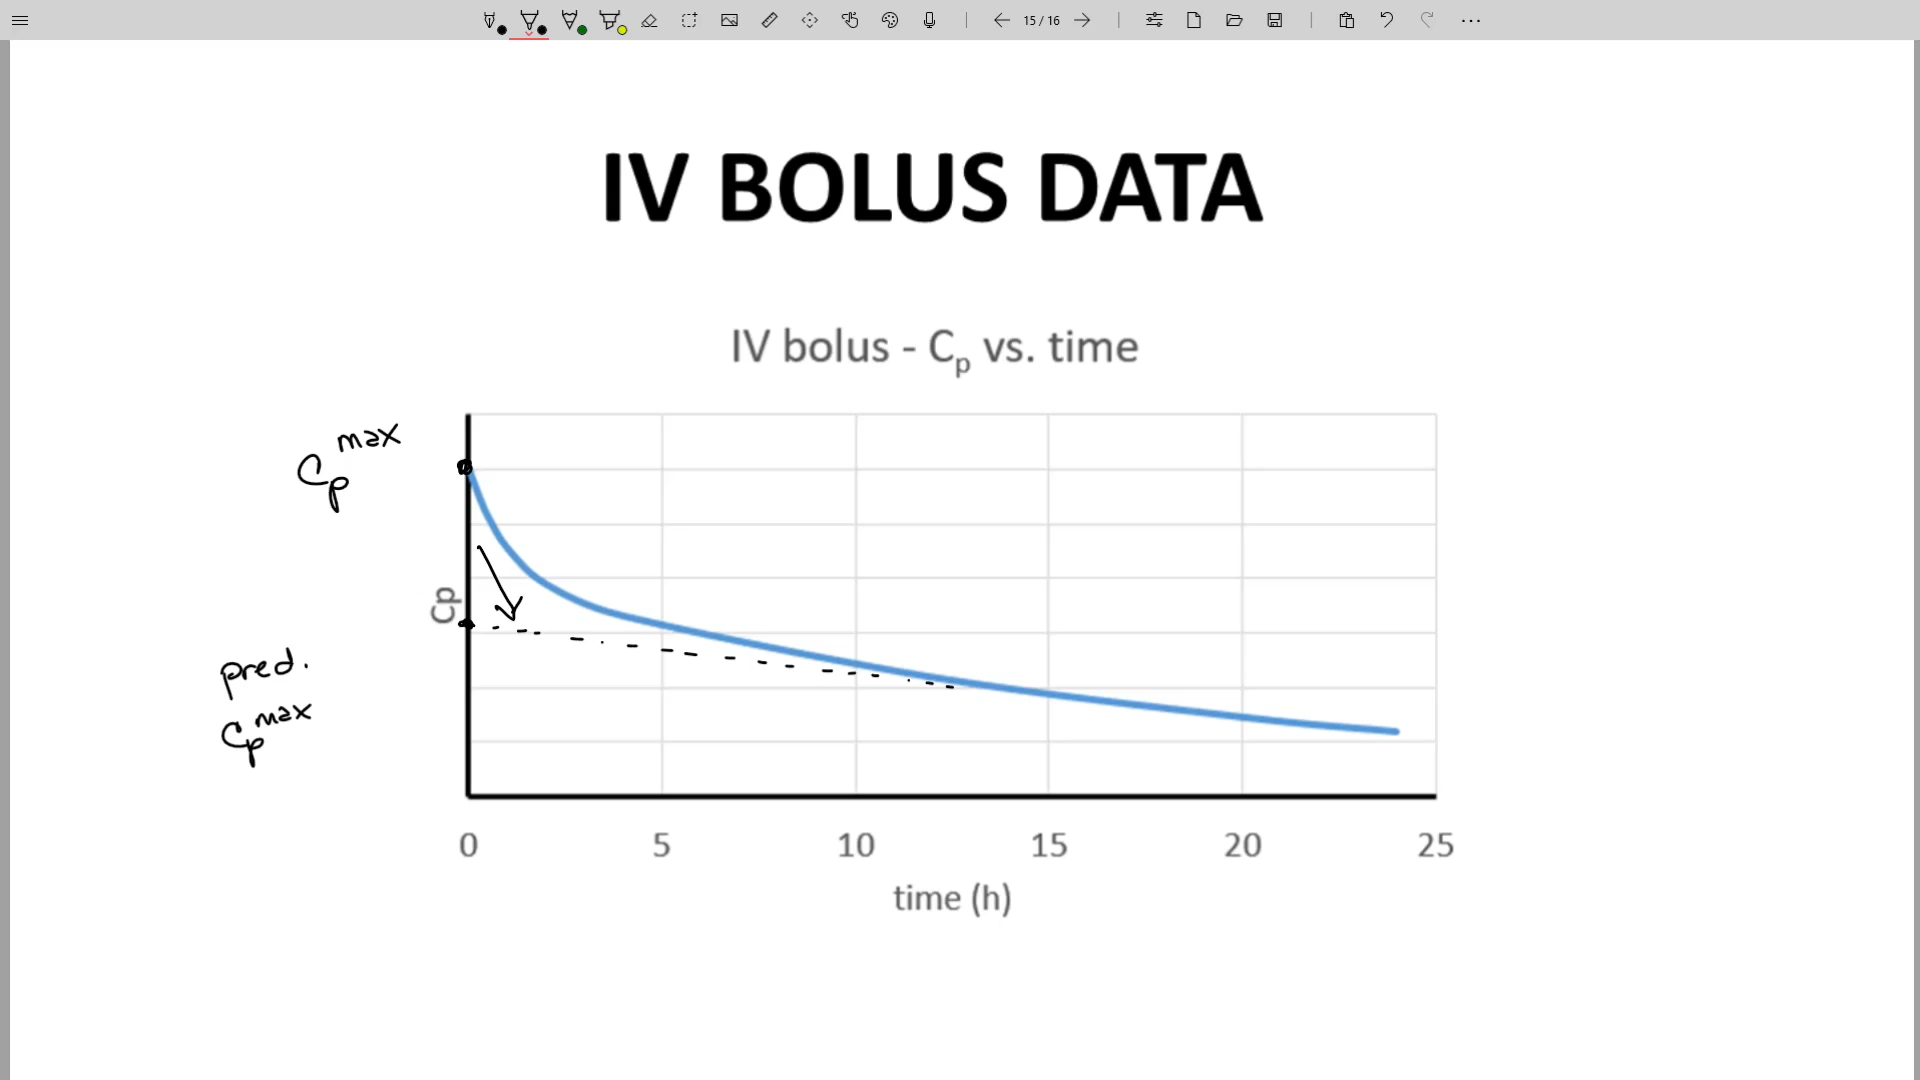 15 / 16
IV BOLUS DATA
IV bolus - Cp vs. time
Cp max
Cp
pred.
Cp max
0 5 10 15 20 25
time (h)